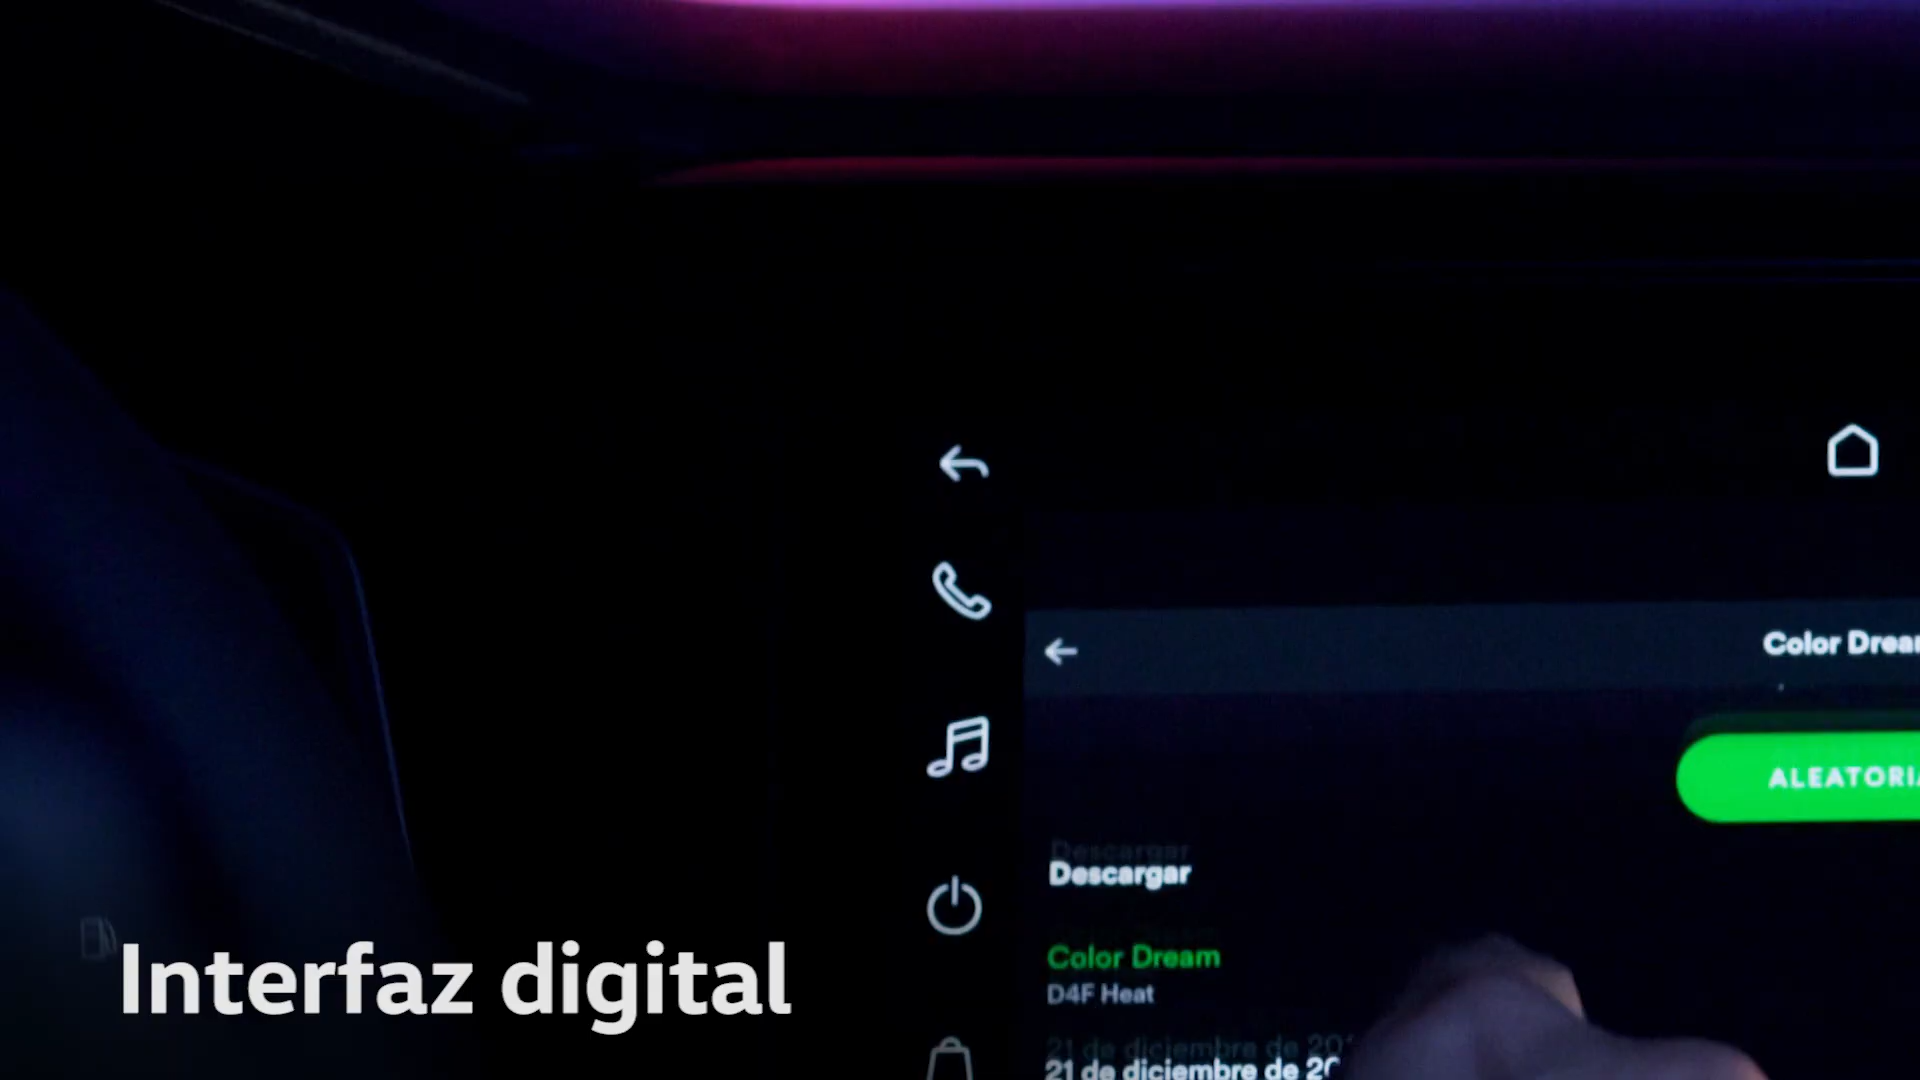 Color Drea
ALEATORI
Descargar
Color Dream
D4F Heat
21 de diciembre de 20
Interfaz digital